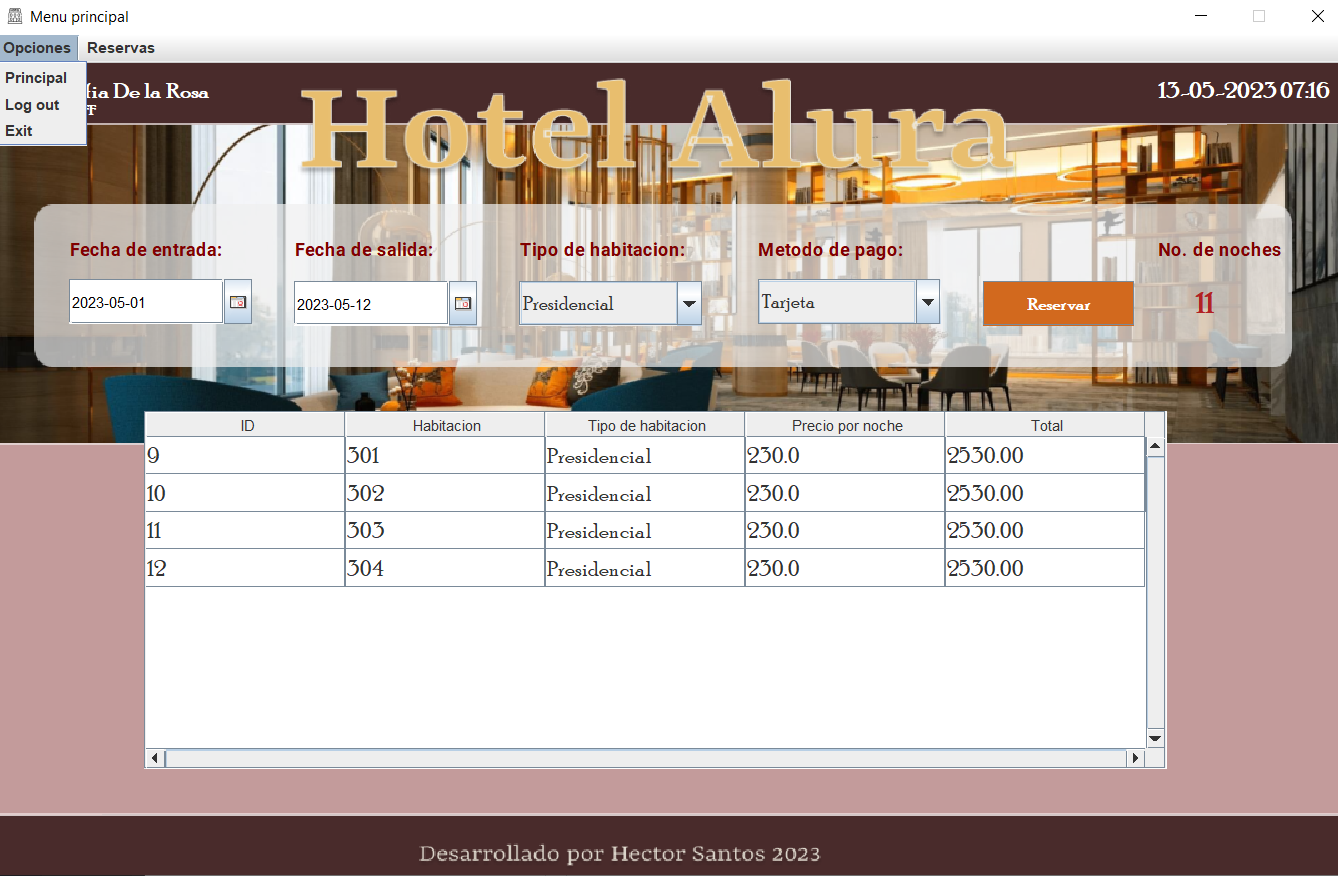 Menu principal
Opciones Reservas
Principal
Log out
Exit
De la Rosa
13-05-2023 07:16
Hotel Alura
Fecha de entrada: Fecha de salida: Tipo de habitacion: Metodo de pago: No. de noches
2023-05-01 2023-05-12 Presidencial Tarjeta Reservar 11
ID Habitacion Tipo de habitacion Precio por noche Total
9 301 Presidencial 230.0 2530.00
10 302 Presidencial 230.0 2530.00
11 303 Presidencial 230.0 2530.00
12 304 Presidencial 230.0 2530.00
Desarrollado por Hector Santos 2023